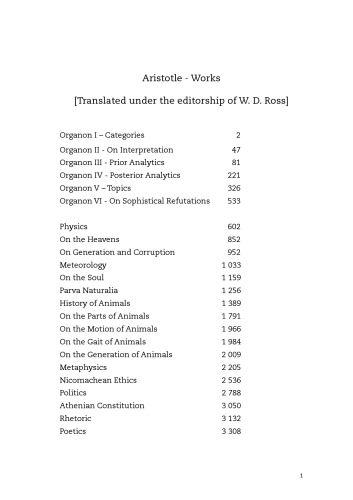 Aristotle - Works
[Translated under the editorship of W. D. Ross]
Organon I – Categories 2
Organon II - On Interpretation 47
Organon III - Prior Analytics 81
Organon IV - Posterior Analytics 221
Organon V – Topics 326
Organon VI - On Sophistical Refutations 533
Physics 602
On the Heavens 852
On Generation and Corruption 952
Meteorology 1 033
On the Soul 1 159
Parva Naturalia 1 256
History of Animals 1 389
On the Parts of Animals 1 791
On the Motion of Animals 1 966
On the Gait of Animals 1 984
On the Generation of Animals 2 009
Metaphysics 2 205
Nicomachean Ethics 2 536
Politics 2 788
Athenian Constitution 3 050
Rhetoric 3 132
Poetics 3 308
1